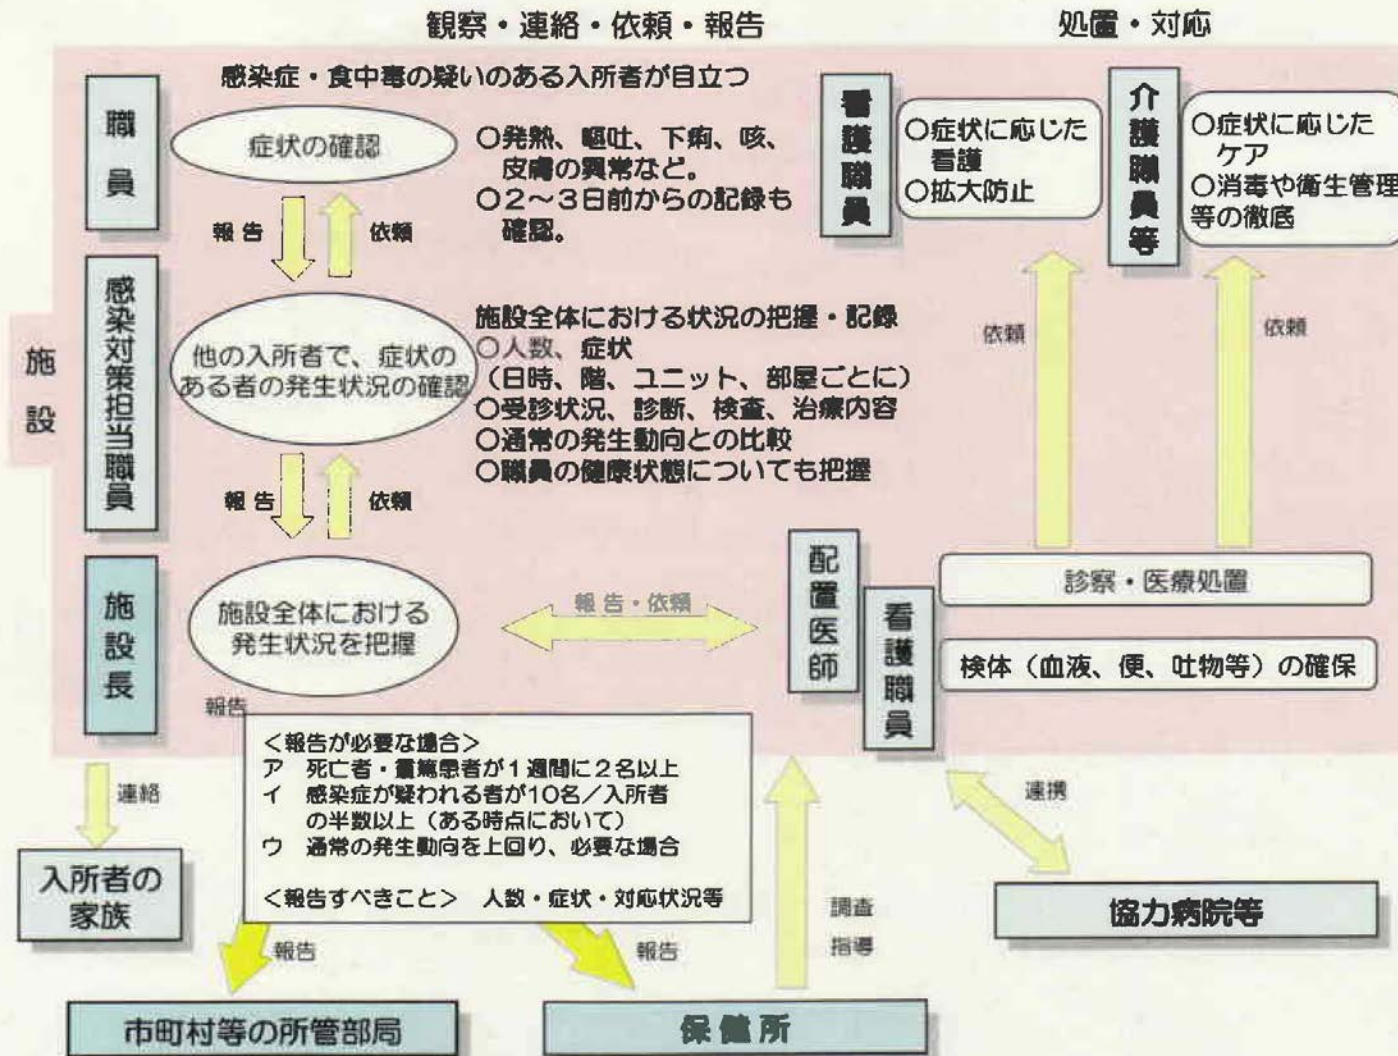 観察・連絡・依頼・報告
処置・対応
感染症・食中毒の疑いのある入所者が目立つ
職員
症状の確認
○発熱、嘔吐、下痢、咳、
皮膚の異常など。
○2～3日前からの記録も
確認。
報告
依頼
看護職員
○症状に応じた
看護
○拡大防止
介護職員等
○症状に応じた
ケア
○消毒や衛生管理
等の徹底
施設
感染対策担当職員
他の入所者で、症状の
ある者の発生状況の確認
施設全体における状況の把握・記録
○人数、症状
（日時、階、ユニット、部屋ごとに）
○受診状況、診断、検査、治療内容
○通常の発生動向との比較
○職員の健康状態についても把握
報告
依頼
依頼
依頼
施設長
施設全体における
発生状況を把握
報告・依頼
配置医師
看護職員
診察・医療処置
検体（血液、便、吐物等）の確保
報告
＜報告が必要な場合＞
ア 死亡者・重篤患者が1週間に2名以上
イ 感染症が疑われる者が10名／入所者
の半数以上（ある時点において）
ウ 通常の発生動向を上回り、必要な場合
＜報告すべきこと＞ 人数・症状・対応状況等
連絡
入所者の
家族
報告
報告
調査
指導
連携
協力病院等
市町村等の所管部局
保健所